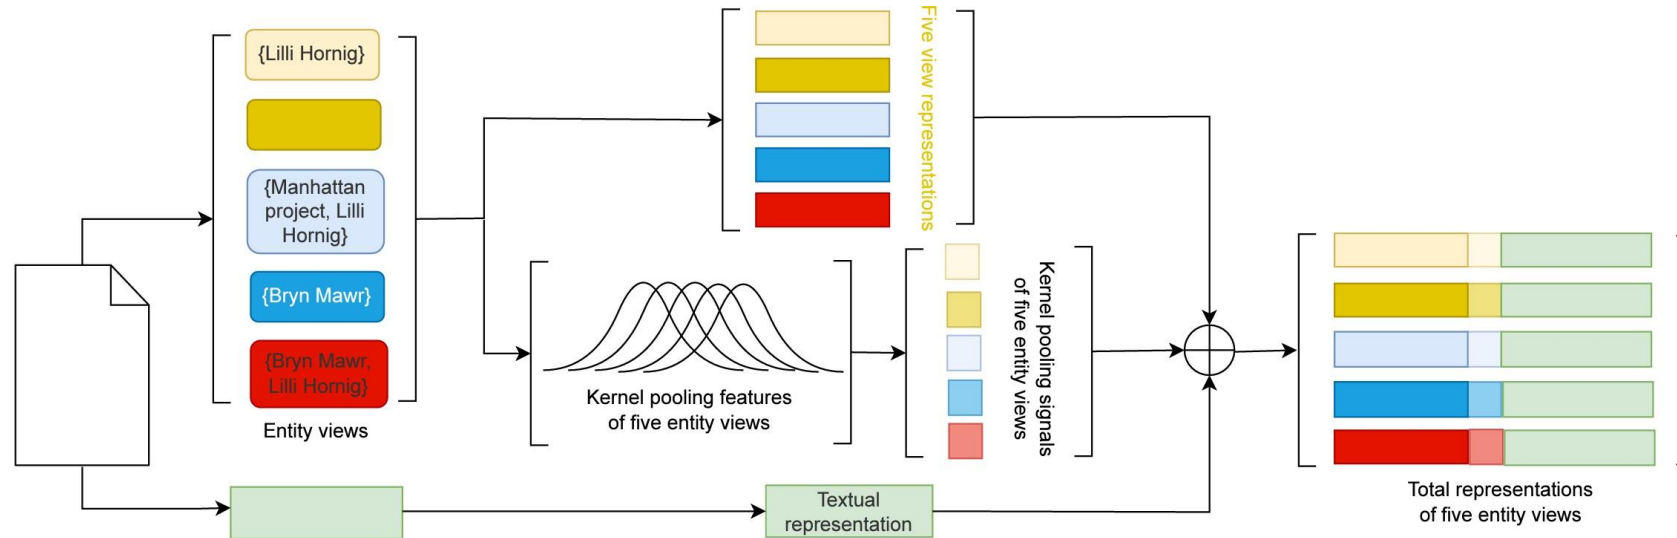 {Lilli Hornig}
{Manhattan
project, Lilli
Hornig}
{Bryn Mawr}
{Bryn Mawr,
Lilli Hornig}
Entity views
Five view representations
Kernel pooling features
of five entity views
Kernel pooling signals
of five entity views
Textual
representation
Total representations
of five entity views